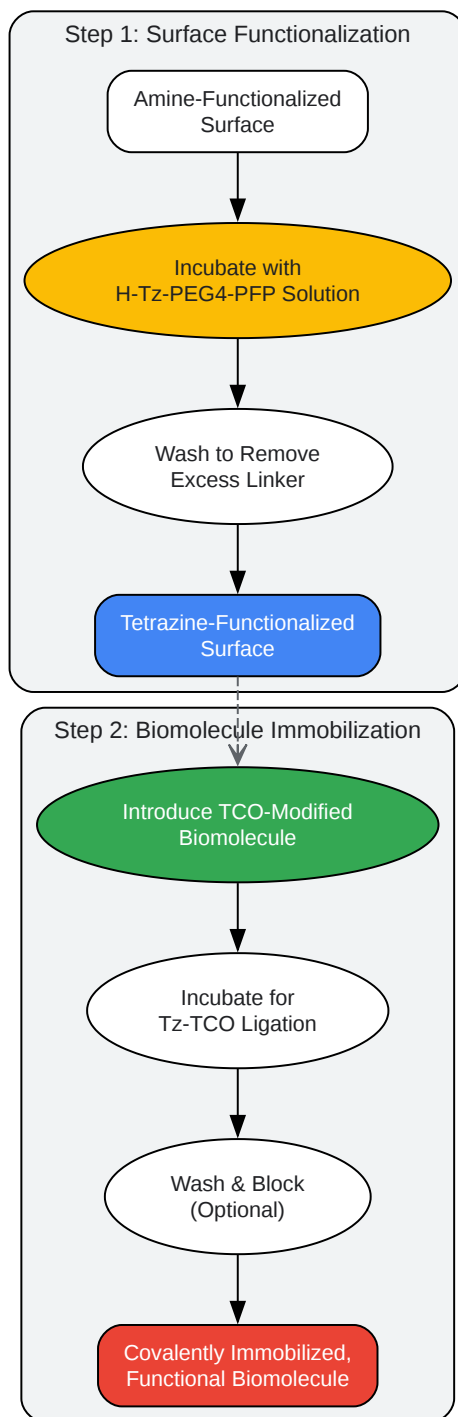 Step 1: Surface Functionalization
Amine-Functionalized
Surface
Incubate with
H-Tz-PEG4-PFP Solution
Wash to Remove
Excess Linker
Tetrazine-Functionalized
Surface
Step 2: Biomolecule Immobilization
Introduce TCO-Modified
Biomolecule
Incubate for
Tz-TCO Ligation
Wash & Block
(Optional)
Covalently Immobilized,
Functional Biomolecule